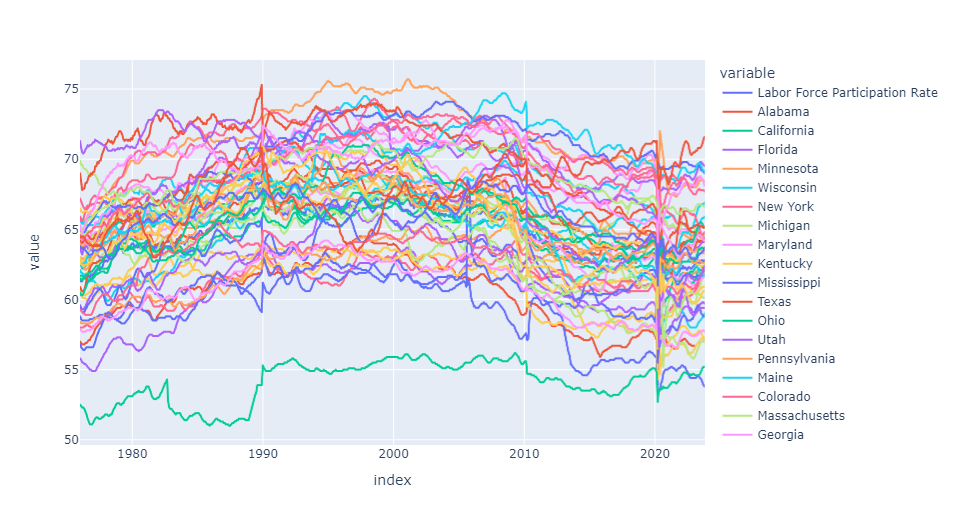 variable
Labor Force Participation Rate
Alabama
California
Florida
Minnesota
Wisconsin
New York
Michigan
Maryland
Kentucky
Mississippi
Texas
Ohio
Utah
Pennsylvania
Maine
Colorado
Massachusetts
Georgia
75
70
65
60
55
50
value
1980 1990 2000 2010 2020
index